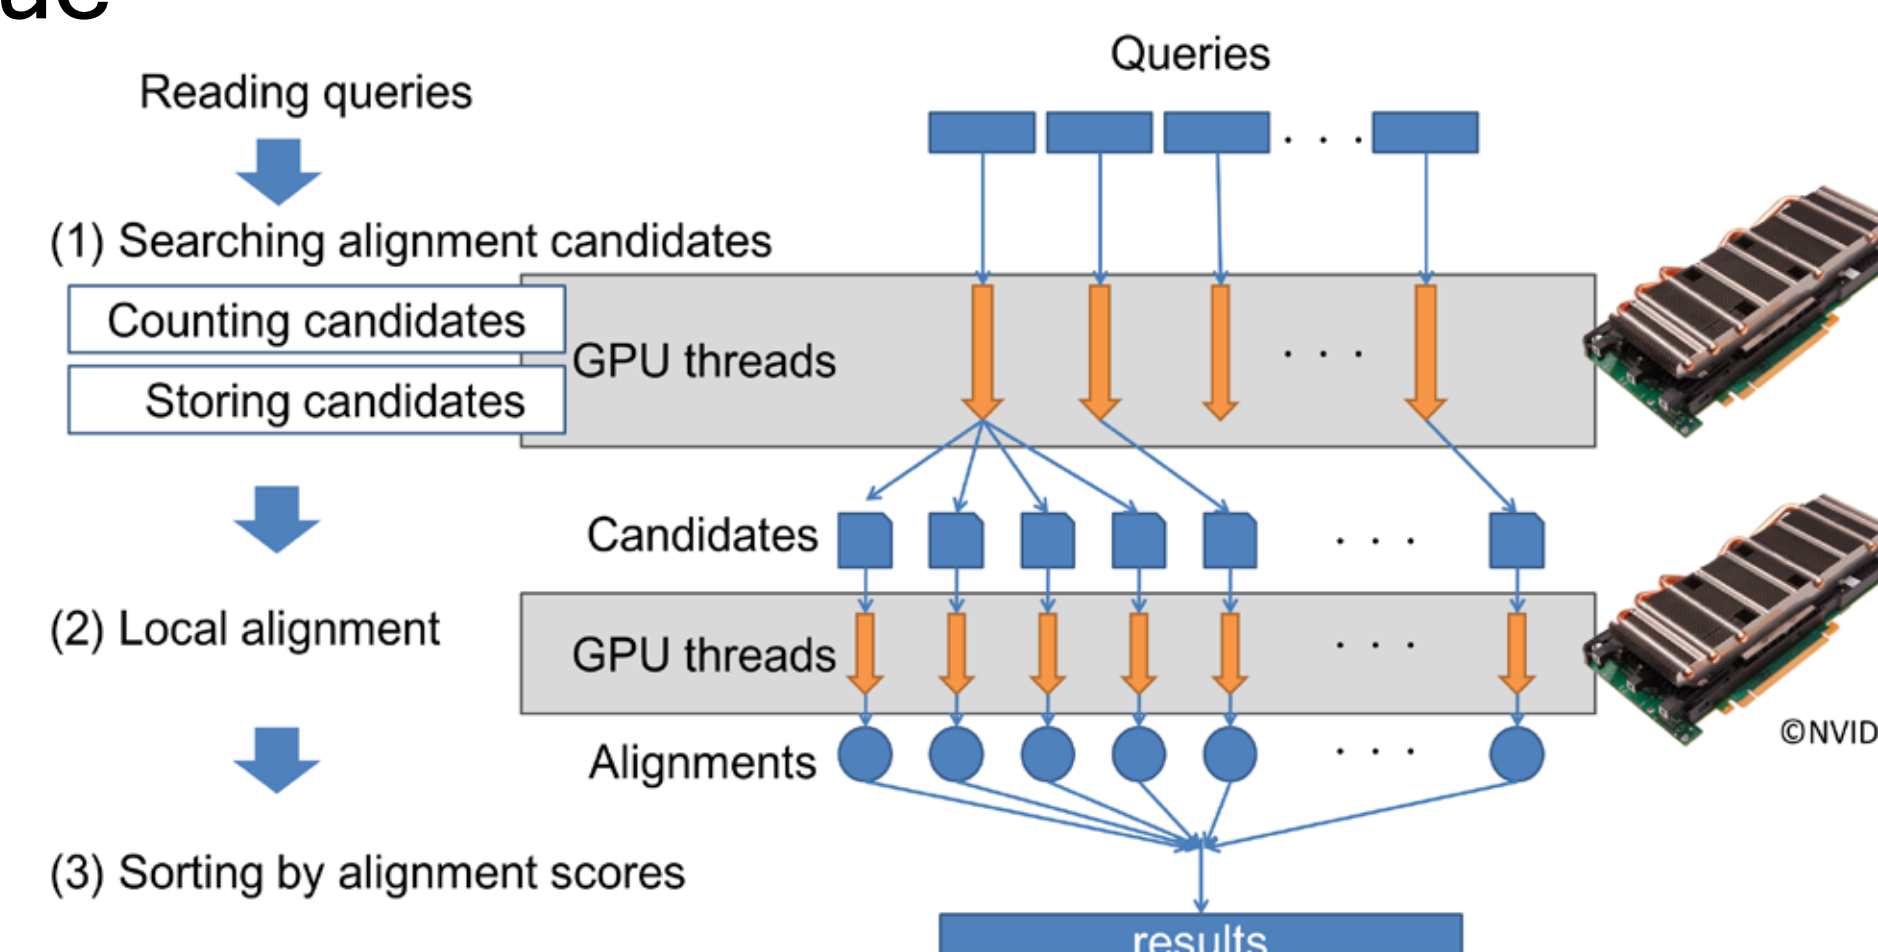 Queries
Reading queries
(1) Searching alignment candidates
Counting candidates
GPU threads
Storing candidates
Candidates
(2) Local alignment
GPU threads
©NVID
Alignments
(3) Sorting by alignment scores
results